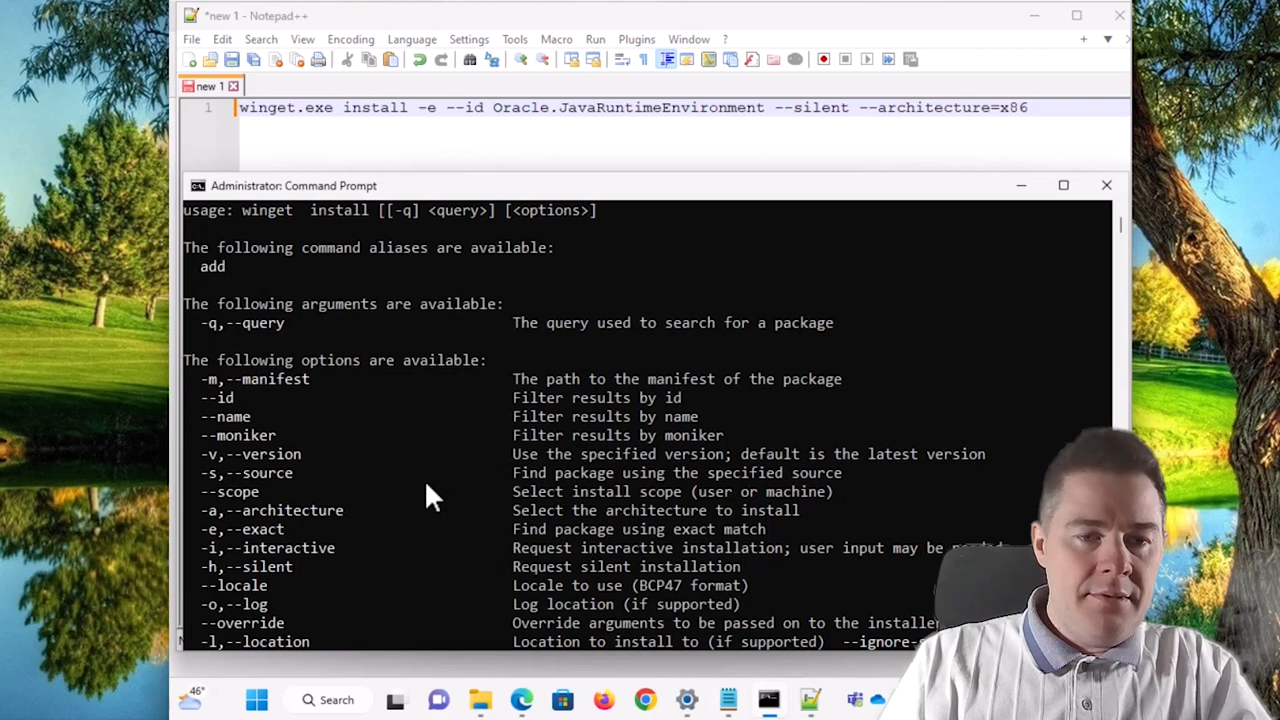 *new 1 - Notepad++
File Edit Search View Encoding Language Settings Tools Macro Run Plugins Window ?
new 1
1 winget.exe install -e --id Oracle.JavaRuntimeEnvironment --silent --architecture=x86
Administrator: Command Prompt
usage: winget  install [[-q] <query>] [<options>]
The following command aliases are available:
add
The following arguments are available:
-q,--query The query used to search for a package
The following options are available:
-m,--manifest The path to the manifest of the package
--id Filter results by id
--name Filter results by name
--moniker Filter results by moniker
-v,--version Use the specified version; default is the latest version
-s,--source Find package using the specified source
--scope Select install scope (user or machine)
-a,--architecture Select the architecture to install
-e,--exact Find package using exact match
-i,--interactive Request interactive installation; user input may be
-h,--silent Request silent installation
--locale Locale to use (BCP47 format)
-o,--log Log location (if supported)
--override Override arguments to be passed on to the installer
-l,--location Location to install to (if supported)
46°
Search